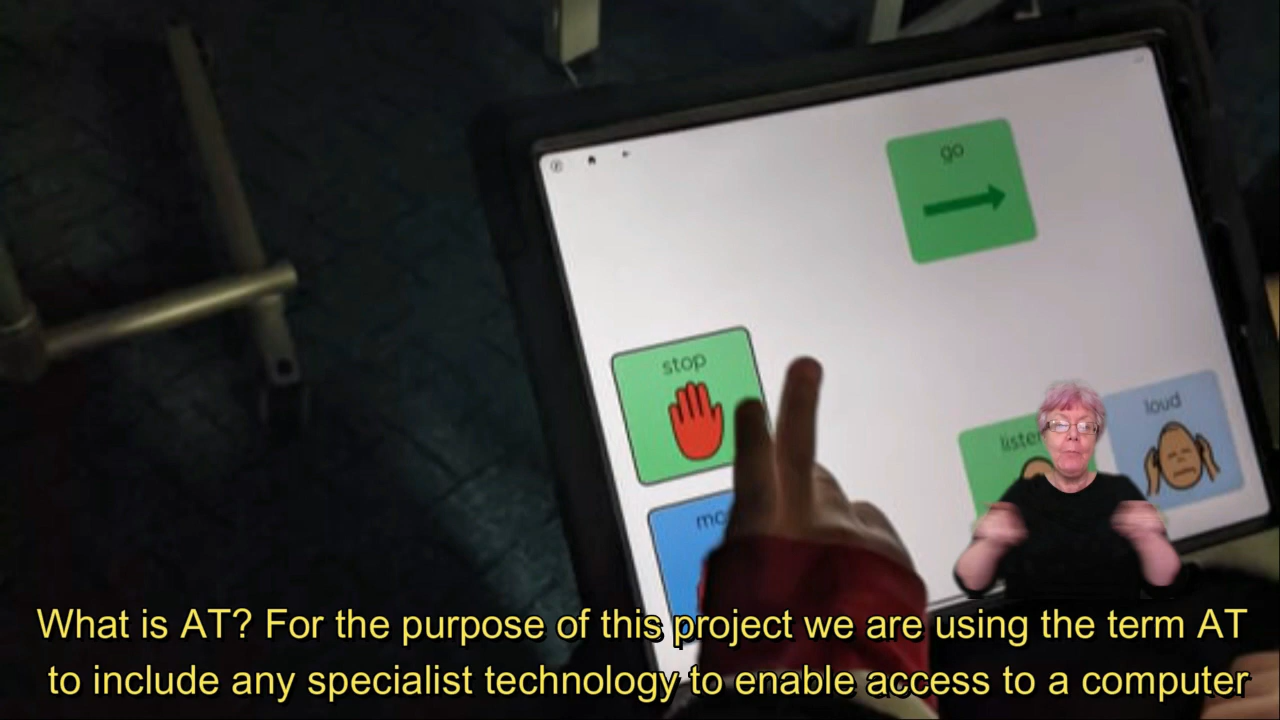 go
stop
loud
What is AT? For the purpose of this project we are using the term AT
to include any specialist technology to enable access to a computer